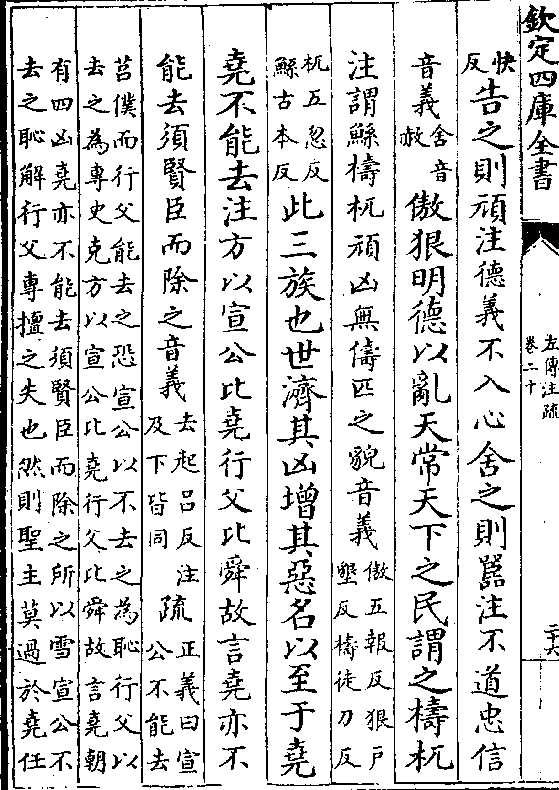 欽定四庫全書
左傳注疏
卷二十
二十六
快
反
告之則頑注德義不入心舍之則嚚注不道忠信
音義
舍音
赦
傲狠明德以亂天常天下之民謂之檮杌
注謂鯀檮杌頑凶無儔匹之貌音義
傲五報反狠户
墾反檮徒刀反
杌五忽反
鯀古本反
此三族也世濟其凶增其惡名以至于堯
堯不能去注方以宣公比堯行父比舜故言堯亦不
能去須賢臣而除之音義
去起吕反注
及下皆同
疏
正義曰宣
公不能去
莒僕而行父能去之恐宣公以不去之為恥行父以
去之為專史克方以宣公比堯行父比舜故言堯朝
有四凶堯亦不能去須賢臣而除之所以雪宣公不
去之恥解行父專擅之失也然則聖主莫過於堯任